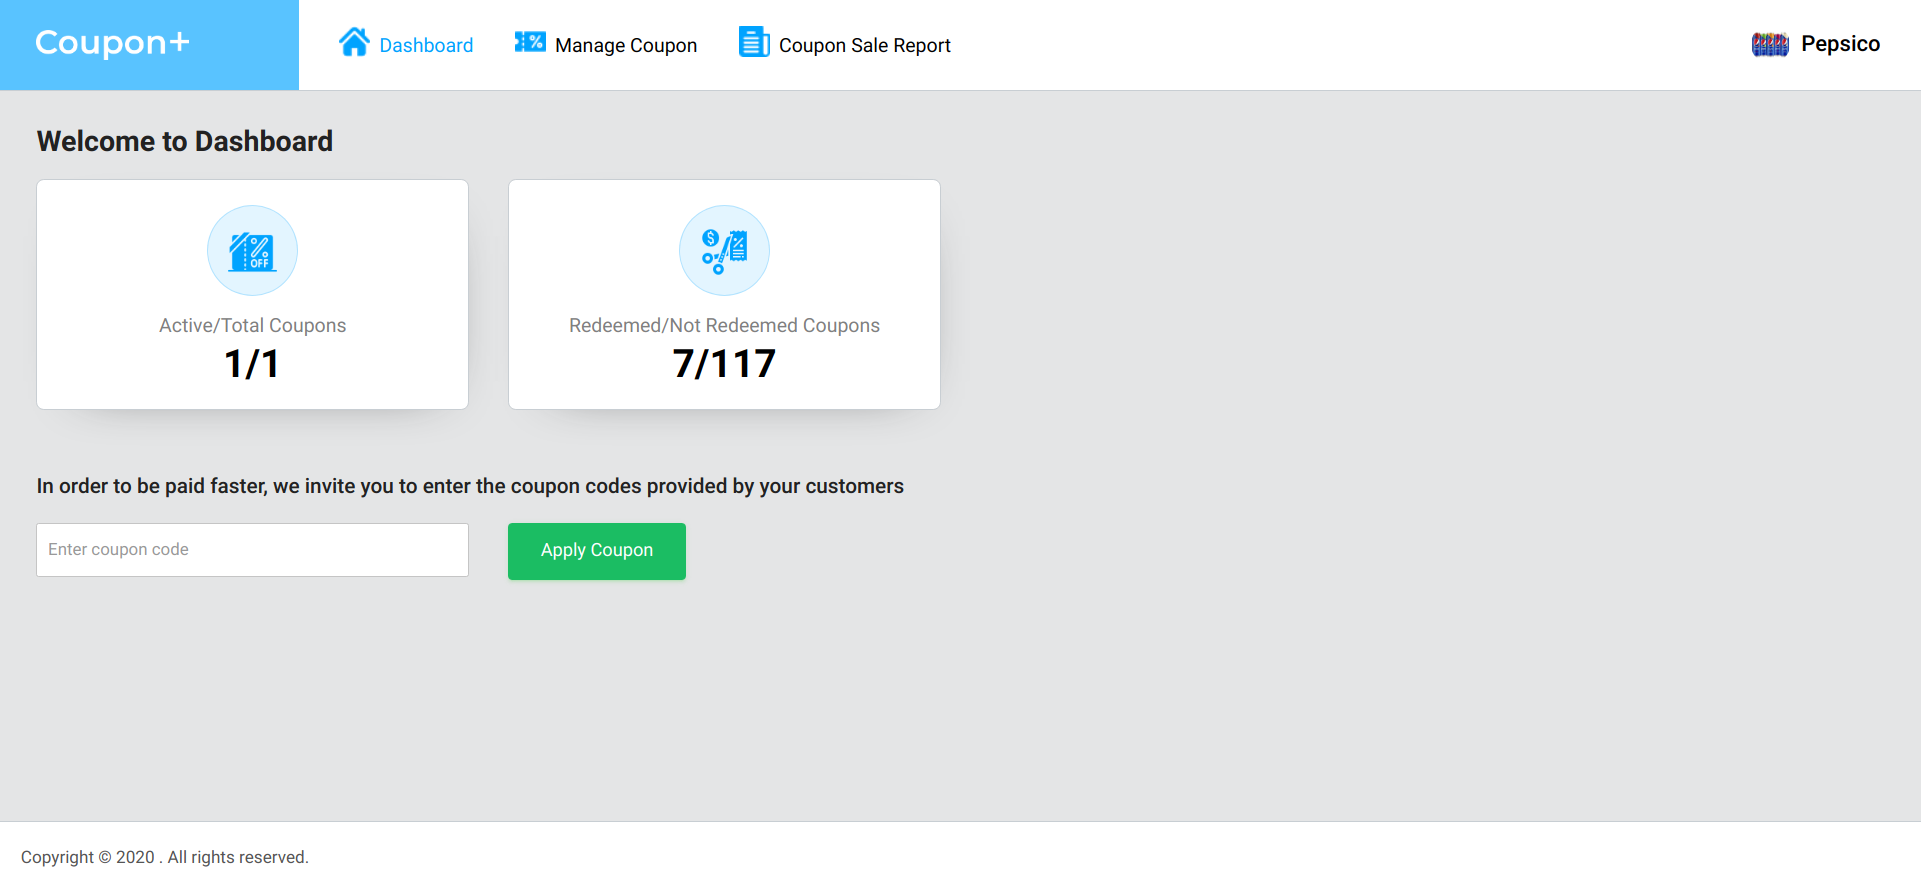 Coupon+
Dashboard
Manage Coupon
Coupon Sale Report
Pepsico
Welcome to Dashboard
% OFF
Active/Total Coupons
1/1
$ %
Redeemed/Not Redeemed Coupons
7/117
In order to be paid faster, we invite you to enter the coupon codes provided by your customers
Enter coupon code
Apply Coupon
Copyright © 2020 . All rights reserved.